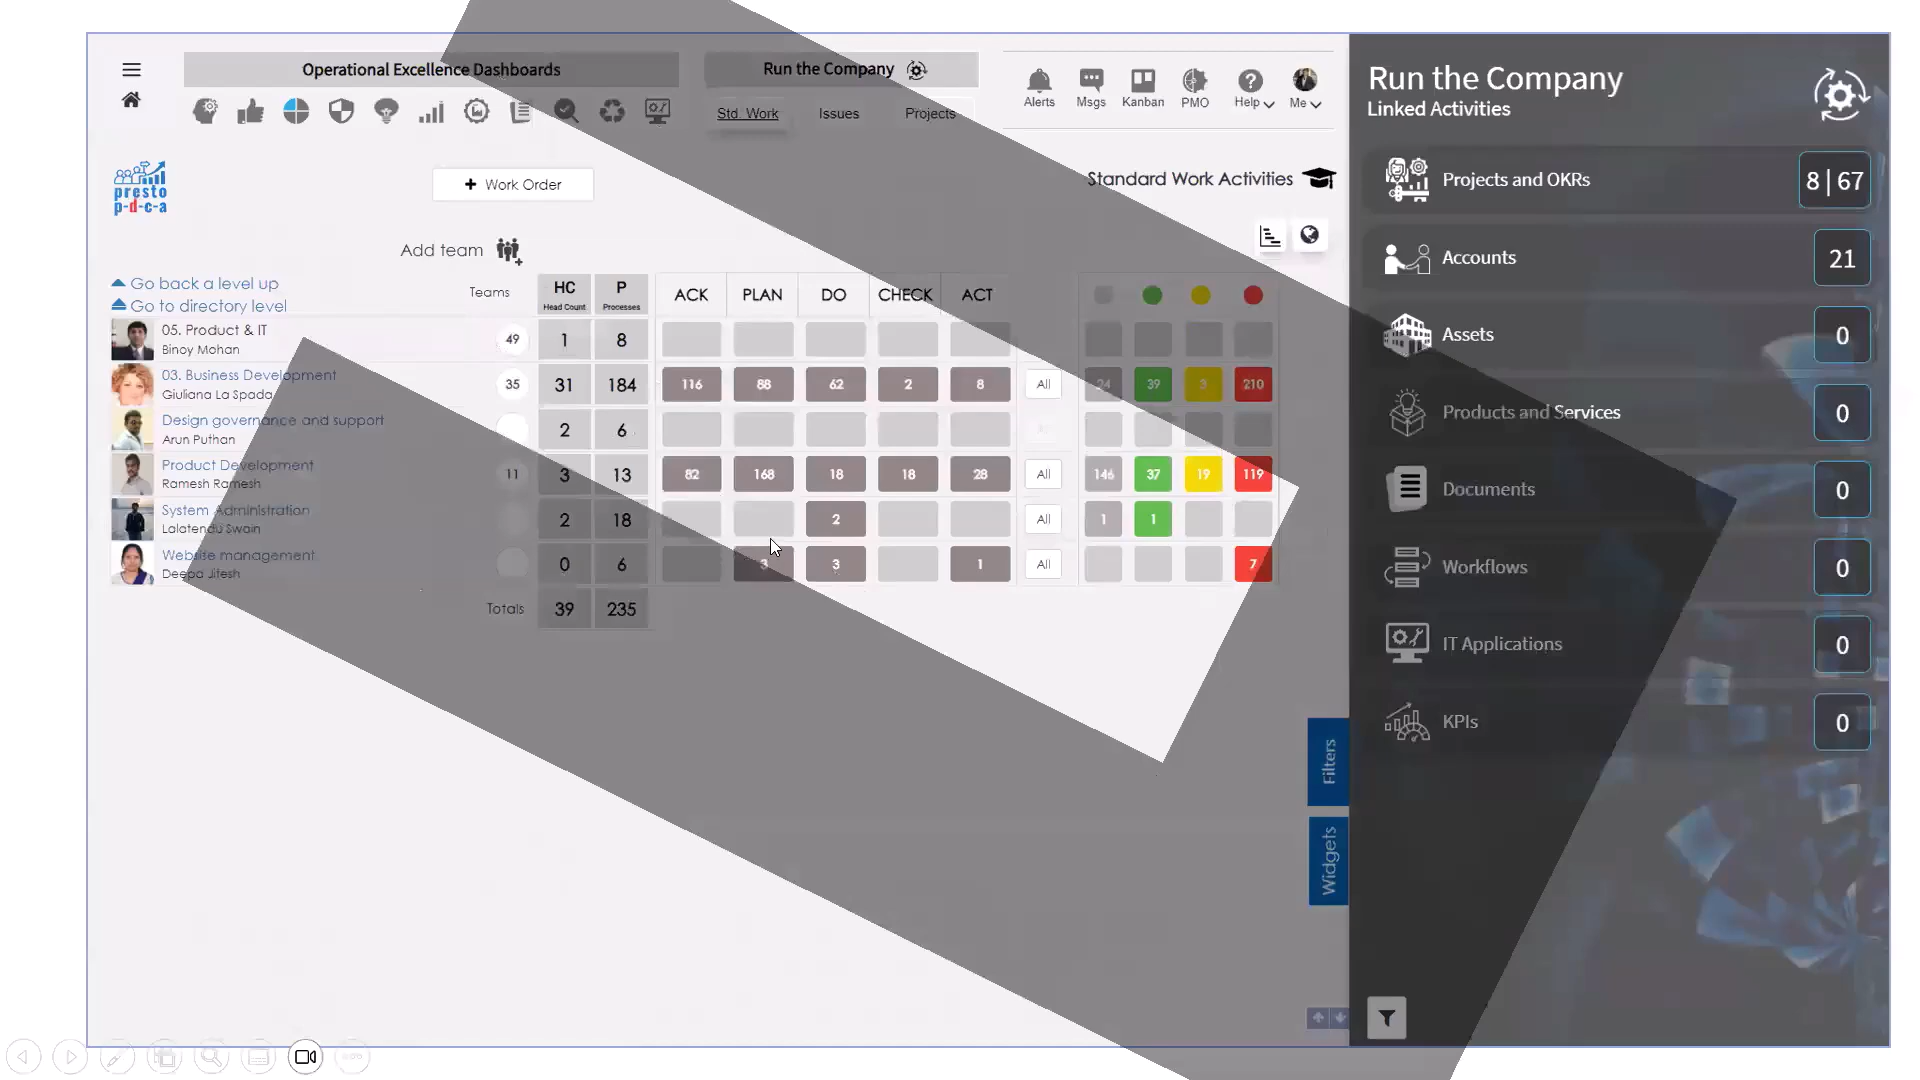 Operational Excellence Dashboards
Run the Company
Std. Work
Issues
Projects
Alerts
Msgs
Kanban
PMO
Help
Me
presto
p-d-c-a
+ Work Order
Standard Work Activities
Add team
Go back a level up
Go to directory level
Teams
HC
Head Count
P
Processes
ACK
PLAN
DO
CHECK
ACT
05. Product & IT
Binoy Mohan
49
1
8
03. Business Development
Giuliana La Spada
35
31
184
116
88
62
2
8
All
24
39
3
210
Design governance and support
Arun Puthan
2
6
Product Development
Ramesh Ramesh
11
3
13
82
168
18
18
28
All
146
37
19
119
System Administration
Lalatendu Swain
2
18
2
All
1
1
Website management
Deepa Jitesh
0
6
3
3
1
All
7
Totals
39
235
Filters
Widgets
Run the Company
Linked Activities
Projects and OKRs
8 | 67
Accounts
21
Assets
0
Products and Services
0
Documents
0
Workflows
0
IT Applications
0
KPIs
0